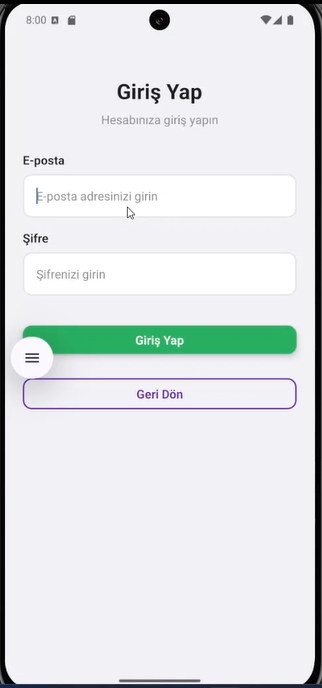 8:00
Giriş Yap
Hesabınıza giriş yapın
E-posta
E-posta adresinizi girin
Şifre
Şifrenizi girin
Giriş Yap
Geri Dön